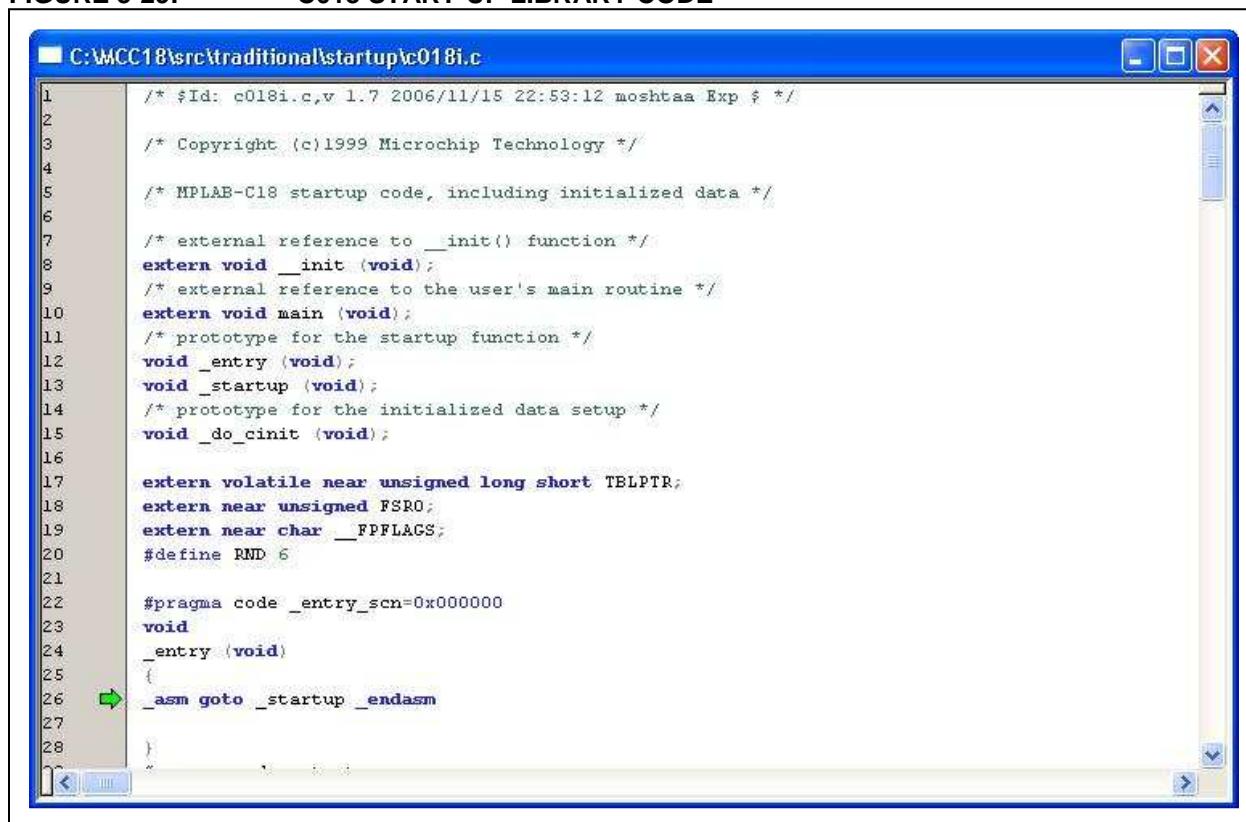 FIGURE C018 START-UP LIBRARY CODE
C:\MCC18\src\traditional\startup\c018i.c
1 /* $Id: c018i.c,v 1.7 2006/11/15 22:53:12 moshtaa Exp $ */
2
3 /* Copyright (c)1999 Microchip Technology */
4
5 /* MPLAB-C18 startup code, including initialized data */
6
7 /* external reference to __init() function */
8 extern void __init (void);
9 /* external reference to the user's main routine */
10 extern void main (void);
11 /* prototype for the startup function */
12 void _entry (void);
13 void _startup (void);
14 /* prototype for the initialized data setup */
15 void _do_cinit (void);
16
17 extern volatile near unsigned long short TBLPTR;
18 extern near unsigned FSR0;
19 extern near char __FPFLAGS;
20 #define RND 6
21
22 #pragma code _entry_scn=0x000000
23 void
24 _entry (void)
25 {
26 _asm goto _startup _endasm
27
28 }